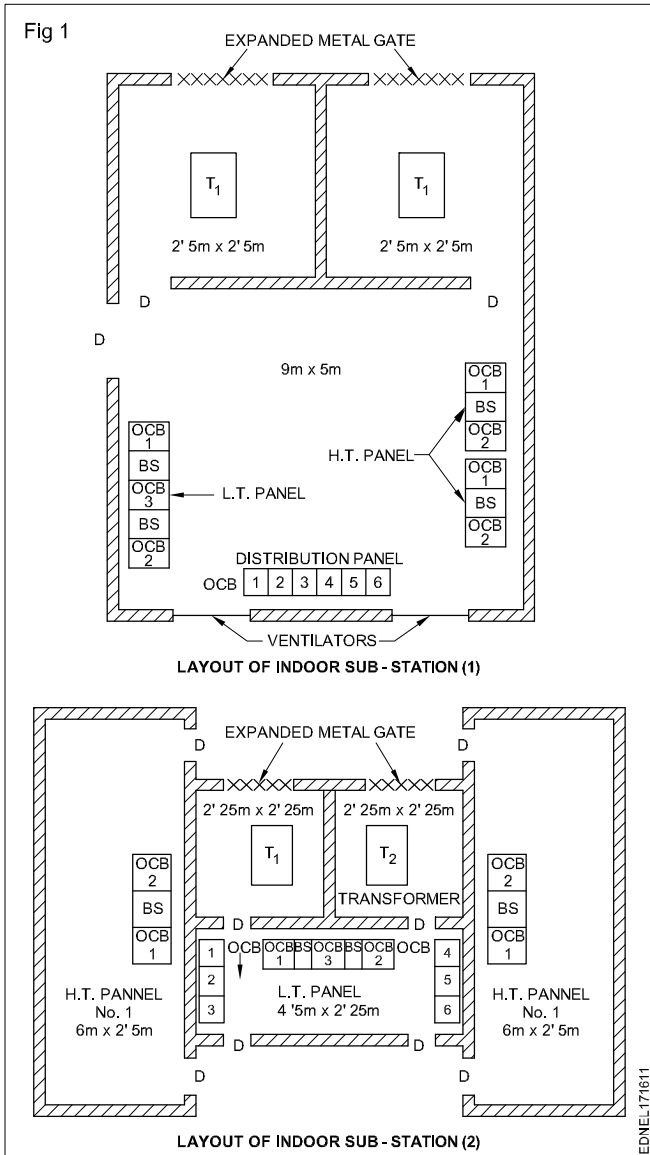 Fig 1
EXPANDED METAL GATE
T1
T1
2' 5m x 2' 5m
2' 5m x 2' 5m
D
D
D
9m x 5m
OCB
1
BS
OCB
2
OCB
1
BS
OCB
2
H.T. PANEL
OCB
1
BS
OCB
3
BS
OCB
2
L.T. PANEL
DISTRIBUTION PANEL
OCB 1 2 3 4 5 6
VENTILATORS
LAYOUT OF INDOOR SUB - STATION (1)
EXPANDED METAL GATE
D
D
2' 25m x 2' 25m
2' 25m x 2' 25m
T1
T2
TRANSFORMER
OCB
2
BS
OCB
1
OCB
2
BS
OCB
1
D
D
1
2
3
OCB
OCB
1
BS
OCB
3
BS
OCB
2
OCB
4
5
6
L.T. PANEL
4 '5m x 2' 25m
H.T. PANNEL
No. 1
6m x 2' 5m
H.T. PANNEL
No. 1
6m x 2' 5m
D
D
D
D
LAYOUT OF INDOOR SUB - STATION (2)
EDNEL171611